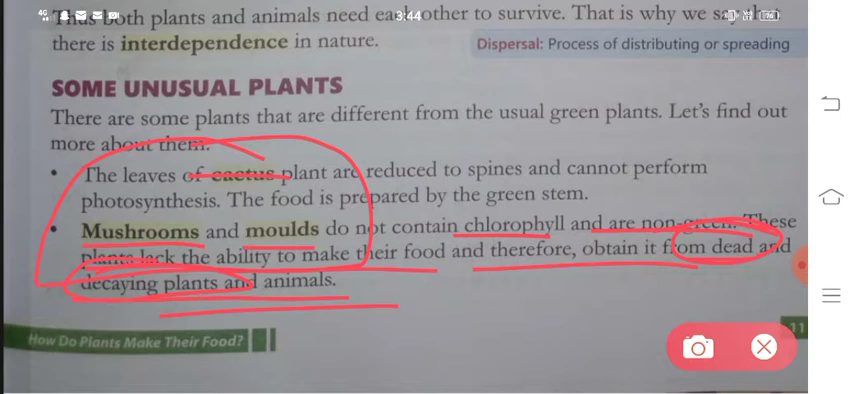 4G
3:44
Thus both plants and animals need each other to survive. That is why we say that
there is interdependence in nature.
Dispersal: Process of distributing or spreading
SOME UNUSUAL PLANTS
There are some plants that are different from the usual green plants. Let's find out
more about them.
• The leaves of cactus plant are reduced to spines and cannot perform
photosynthesis. The food is prepared by the green stem.
• Mushrooms and moulds do not contain chlorophyll and are non-green. These
plants lack the ability to make their food and therefore, obtain it from dead and
decaying plants and animals.
How Do Plants Make Their Food?
11